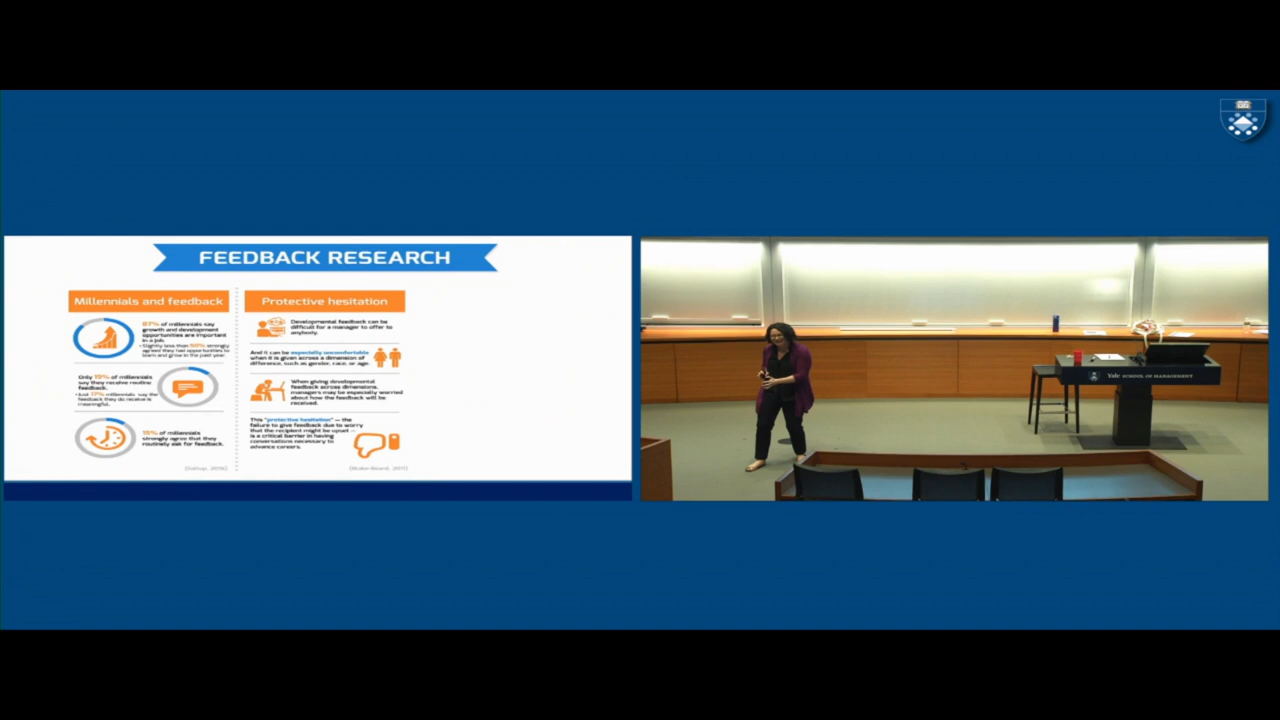 FEEDBACK RESEARCH
Millennials and feedback
87% of millennials say
growth and development
opportunities are important
in a job.
• Slightly less than 50% strongly
agreed they had opportunities to
learn and grow in the past year.
Only 19% of millennials
say they receive routine
feedback.
• Just 17% millennials say the
feedback they do receive is
meaningful.
15% of millennials
strongly agree that they
routinely ask for feedback.
(Gallup, 2016)
Protective hesitation
Developmental feedback can be
difficult for a manager to offer to
anybody.
And it can be especially uncomfortable
when it is given across a dimension of
difference, such as gender, race, or age.
When giving developmental
feedback across dimensions,
managers may be especially worried
about how the feedback will be
received.
This "protective hesitation" — the
failure to give feedback due to worry
that the recipient might be upset —
is a critical barrier in having
conversations necessary to
advance careers.
2017)
Yale SCHOOL OF MANAGEMENT